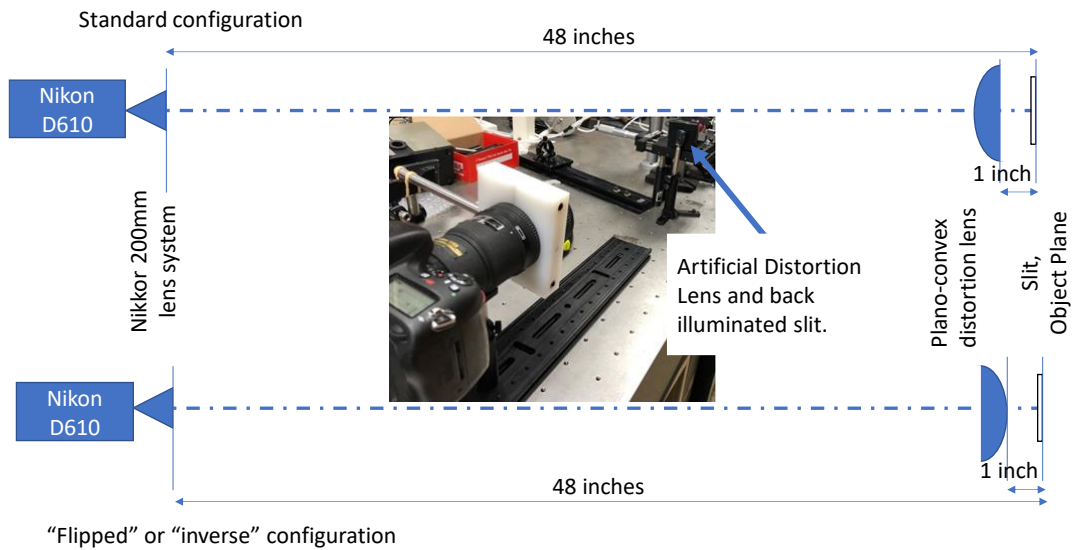 Standard configuration
48 inches
Nikon
D610
1 inch
Nikkor 200mm
lens system
Artificial Distortion
Lens and back
illuminated slit.
Plano-convex
distortion lens
Slit,
Object Plane
Nikon
D610
1 inch
48 inches
“Flipped” or “inverse” configuration